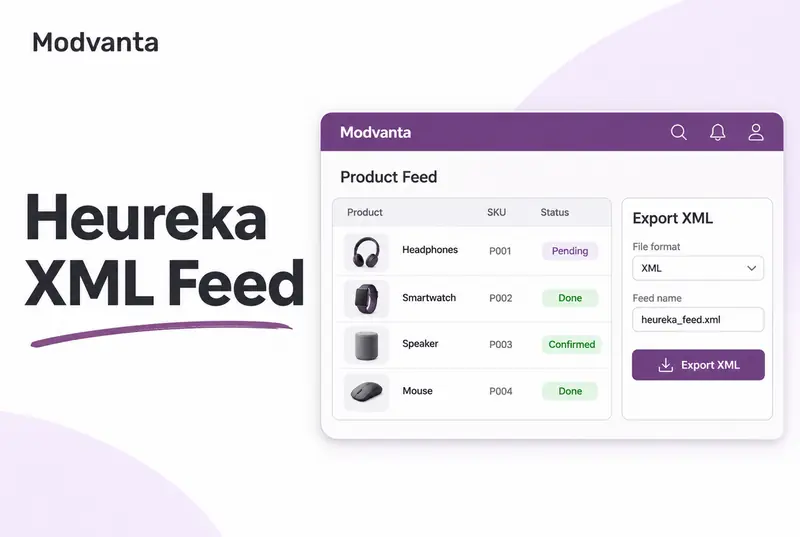 Modvanta
Heureka
XML Feed
Modvanta
Product Feed
Product SKU Status
Headphones P001 Pending
Smartwatch P002 Done
Speaker P003 Confirmed
Mouse P004 Done
Export XML
File format
XML
Feed name
heureka_feed.xml
Export XML